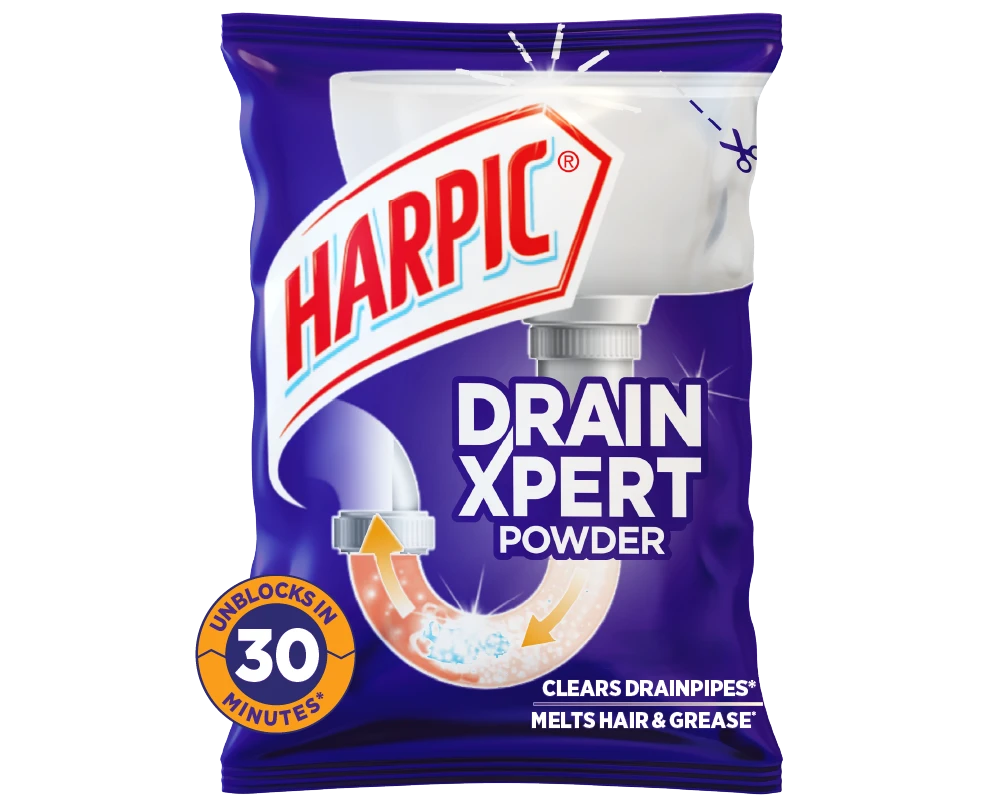 HARPIC®
DRAIN
XPERT
POWDER
UNBLOCKS IN
30
MINUTES*
CLEARS DRAINPIPES*
MELTS HAIR & GREASE*